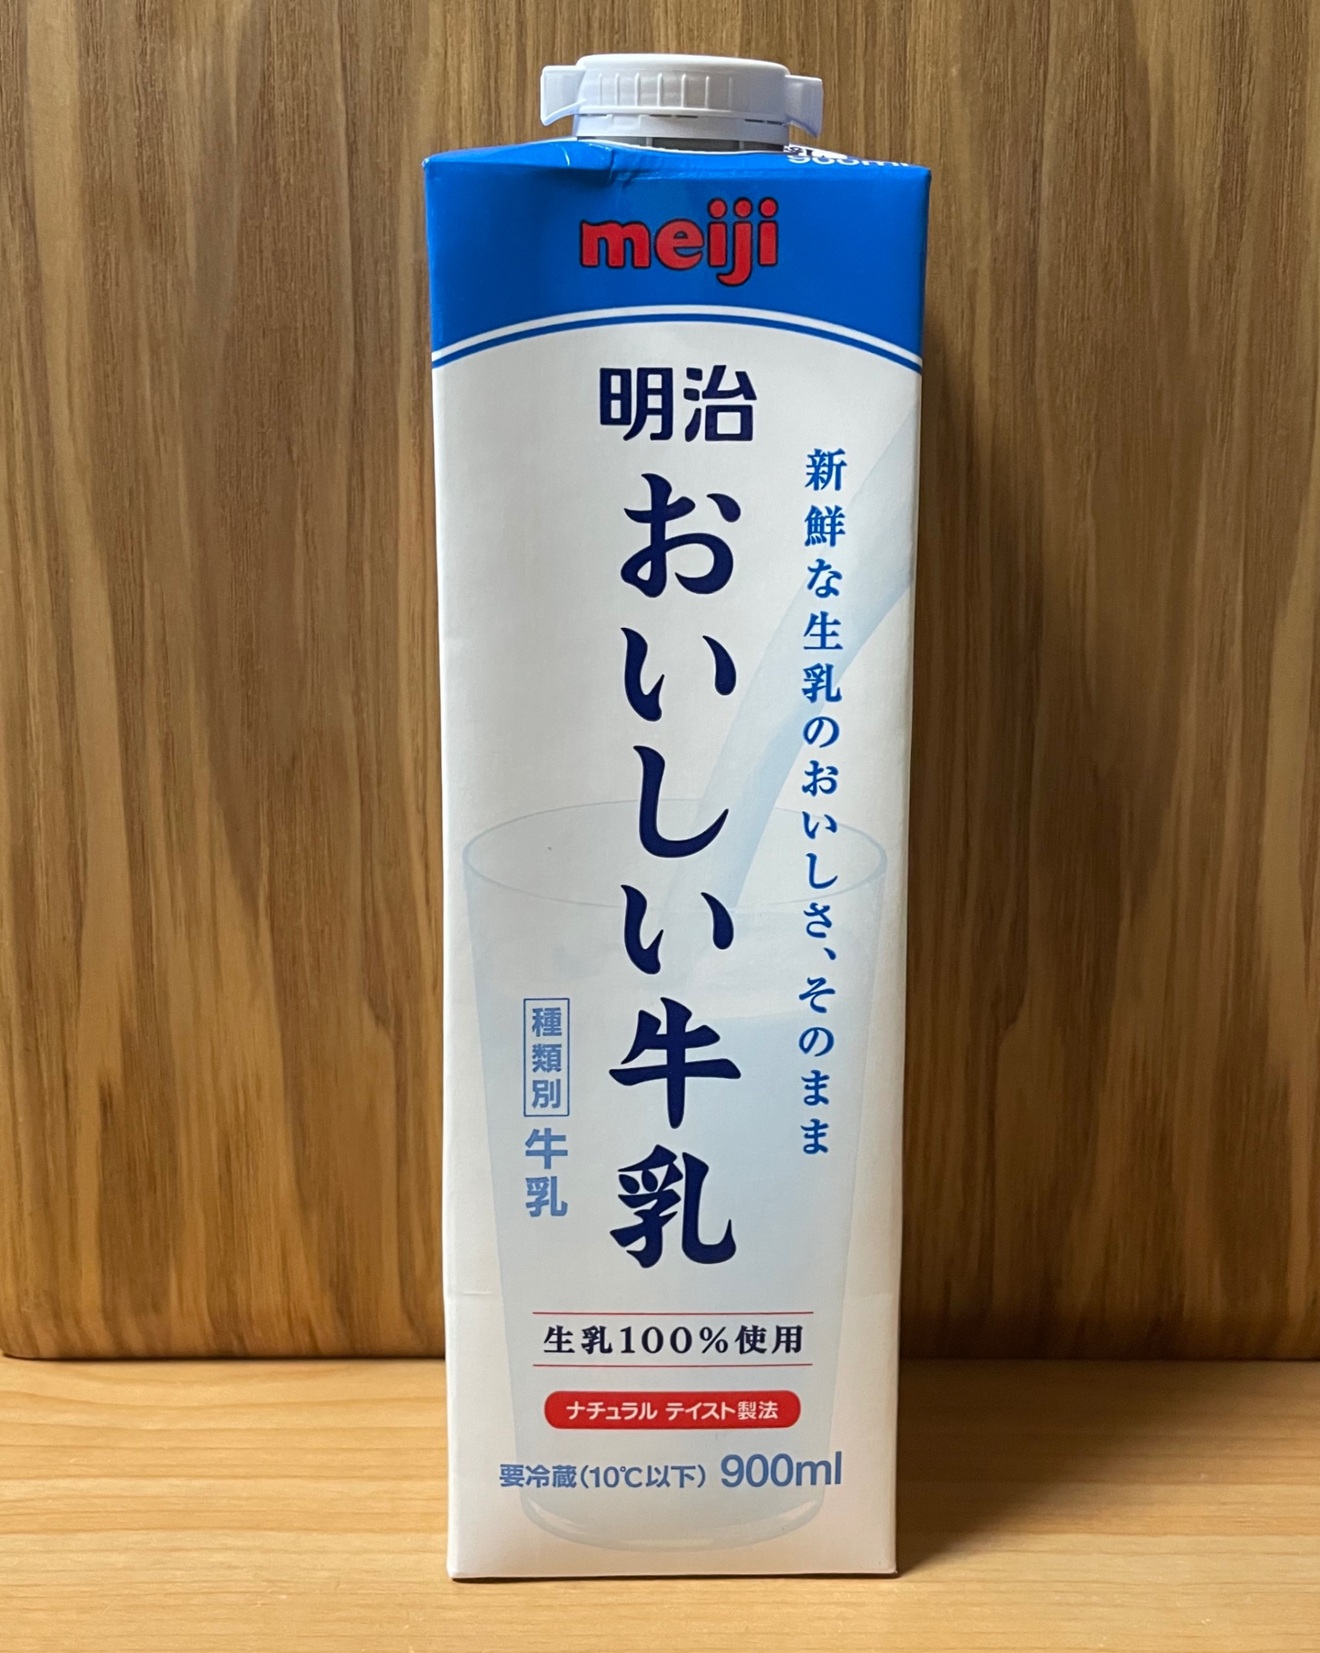 900ml
meiji
明治
おいしい牛乳
新鮮な生乳のおいしさ、そのまま
種類別
牛乳
生乳100%使用
ナチュラル テイスト製法
要冷蔵(10℃以下) 900ml